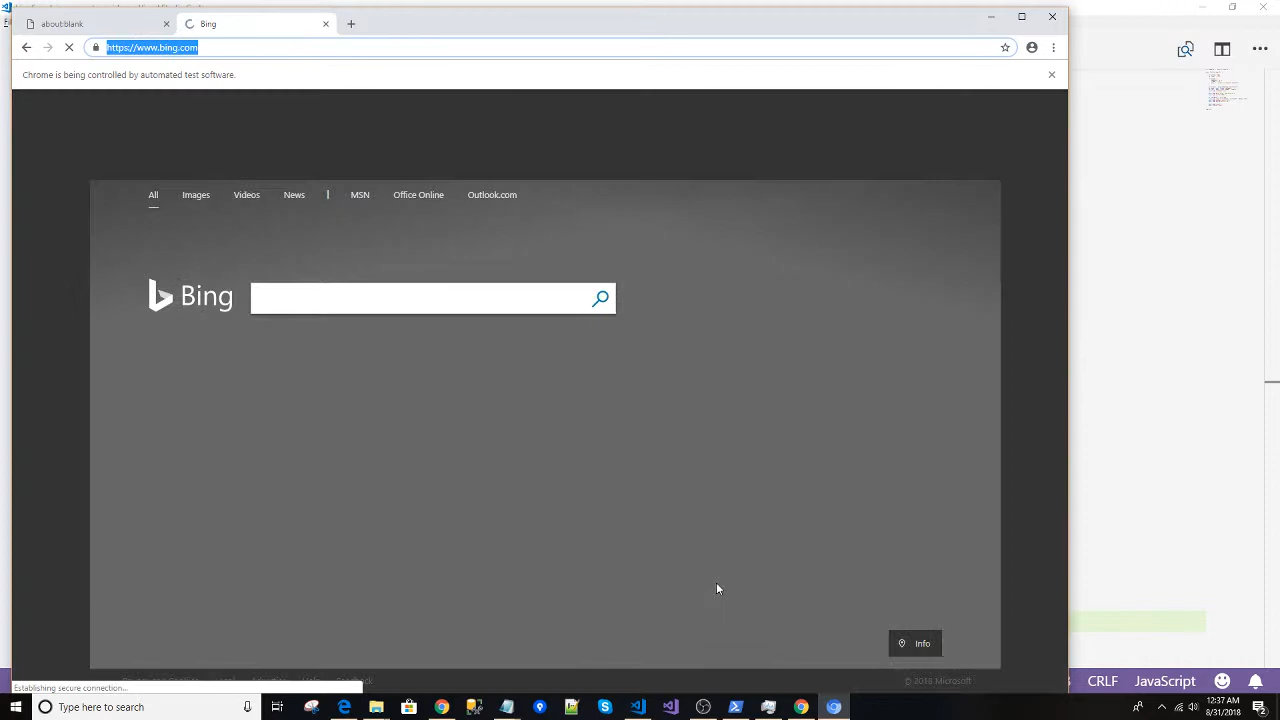 about:blank
Bing
https://www.bing.com
Chrome is being controlled by automated test software.
All Images Videos News | MSN Office Online Outlook.com
Bing
Info
© 2018 Microsoft
Establishing secure connection...
CRLF JavaScript
Type here to search
12:37 AM
8/31/2018
2